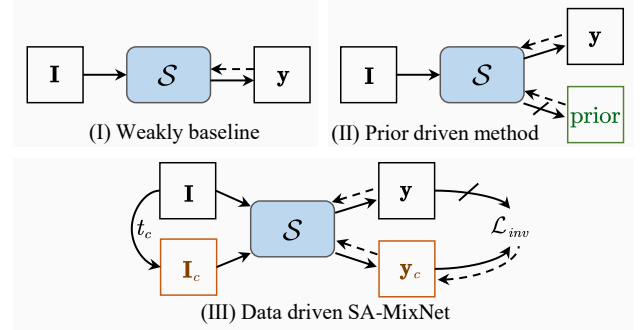 I
S
y
(I) Weakly baseline
I
S
y
prior
(II) Prior driven method
I
t_c
I_c
S
y
y_c
L_inv
(III) Data driven SA-MixNet